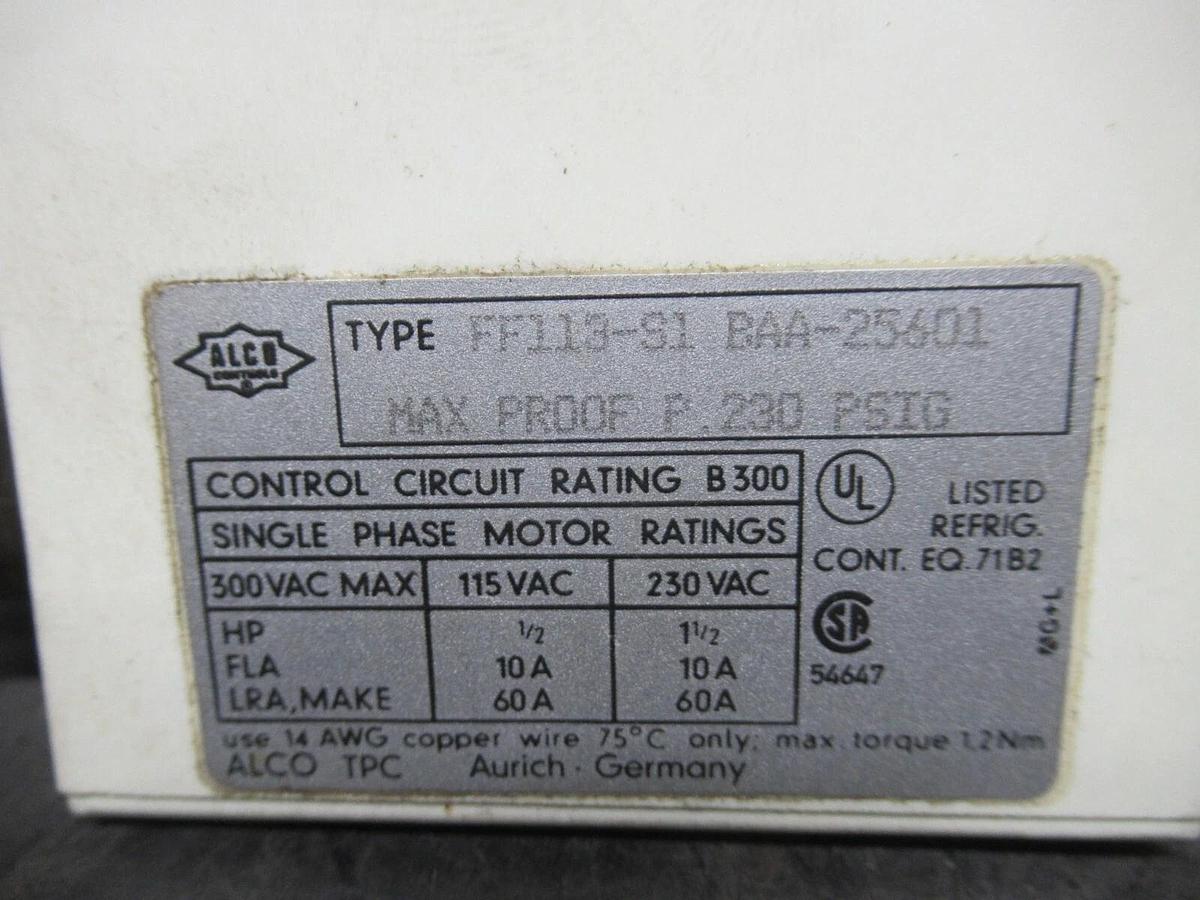 ALCO
CONTROLS
®
TYPE FF113-S1 BAA-25601
MAX PROOF P. 230 PSIG
CONTROL CIRCUIT RATING B300
SINGLE PHASE MOTOR RATINGS
300VAC MAX 115VAC 230VAC
HP 1/2 1 1/2
FLA 10A 10A
LRA, MAKE 60A 60A
UL LISTED
REFRIG.
CONT. EQ. 71B2
SA
54647
G+L
use 14 AWG copper wire 75°C only; max. torque 1,2Nm
ALCO TPC Aurich · Germany